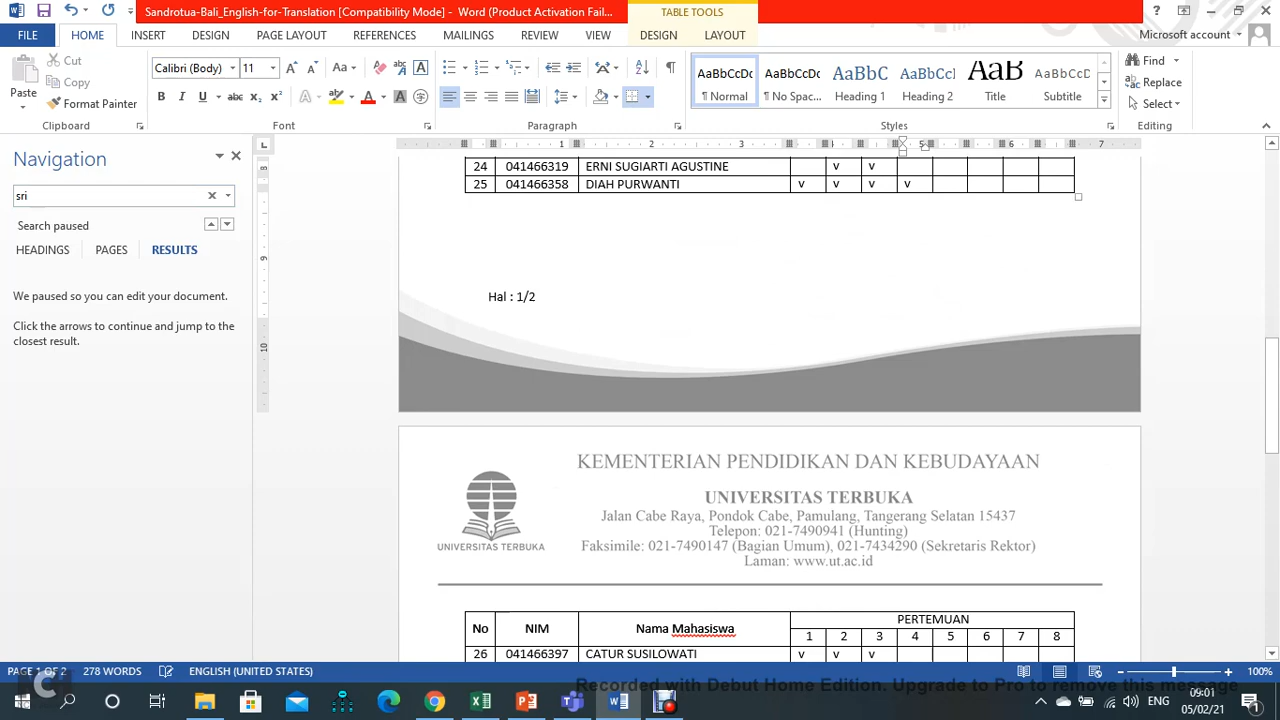 Sandrotua-Bali_English-for-Translation [Compatibility Mode] - Word (Product Activation Fail...
TABLE TOOLS
FILE HOME INSERT DESIGN PAGE LAYOUT REFERENCES MAILINGS REVIEW VIEW DESIGN LAYOUT Microsoft account
Paste
Cut
Copy
Format Painter
Calibri (Body) 11
AaBbCcDc AaBbCcDc AaBbC AaBbCc AaB AaBbCcD
¶ Normal ¶ No Spac... Heading 1 Heading 2 Title Subtitle
Find
Replace
Select
Clipboard Font Paragraph Styles Editing
Navigation
sri
Search paused
HEADINGS PAGES RESULTS
We paused so you can edit your document.
Click the arrows to continue and jump to the
closest result.
24 041466319 ERNI SUGIARTI AGUSTINE v v
25 041466358 DIAH PURWANTI v v v v
Hal : 1/2
KEMENTERIAN PENDIDIKAN DAN KEBUDAYAAN
UNIVERSITAS TERBUKA
Jalan Cabe Raya, Pondok Cabe, Pamulang, Tangerang Selatan 15437
Telepon: 021-7490941 (Hunting)
Faksimile: 021-7490147 (Bagian Umum), 021-7434290 (Sekretaris Rektor)
Laman: www.ut.ac.id
UNIVERSITAS TERBUKA
No NIM Nama Mahasiswa PERTEMUAN
1 2 3 4 5 6 7 8
26 041466397 CATUR SUSILOWATI v v v
PAGE 1 OF 2 278 WORDS ENGLISH (UNITED STATES) 100%
Recorded with Debut Home Edition. Upgrade to Pro to remove this message
09:01
05/02/21